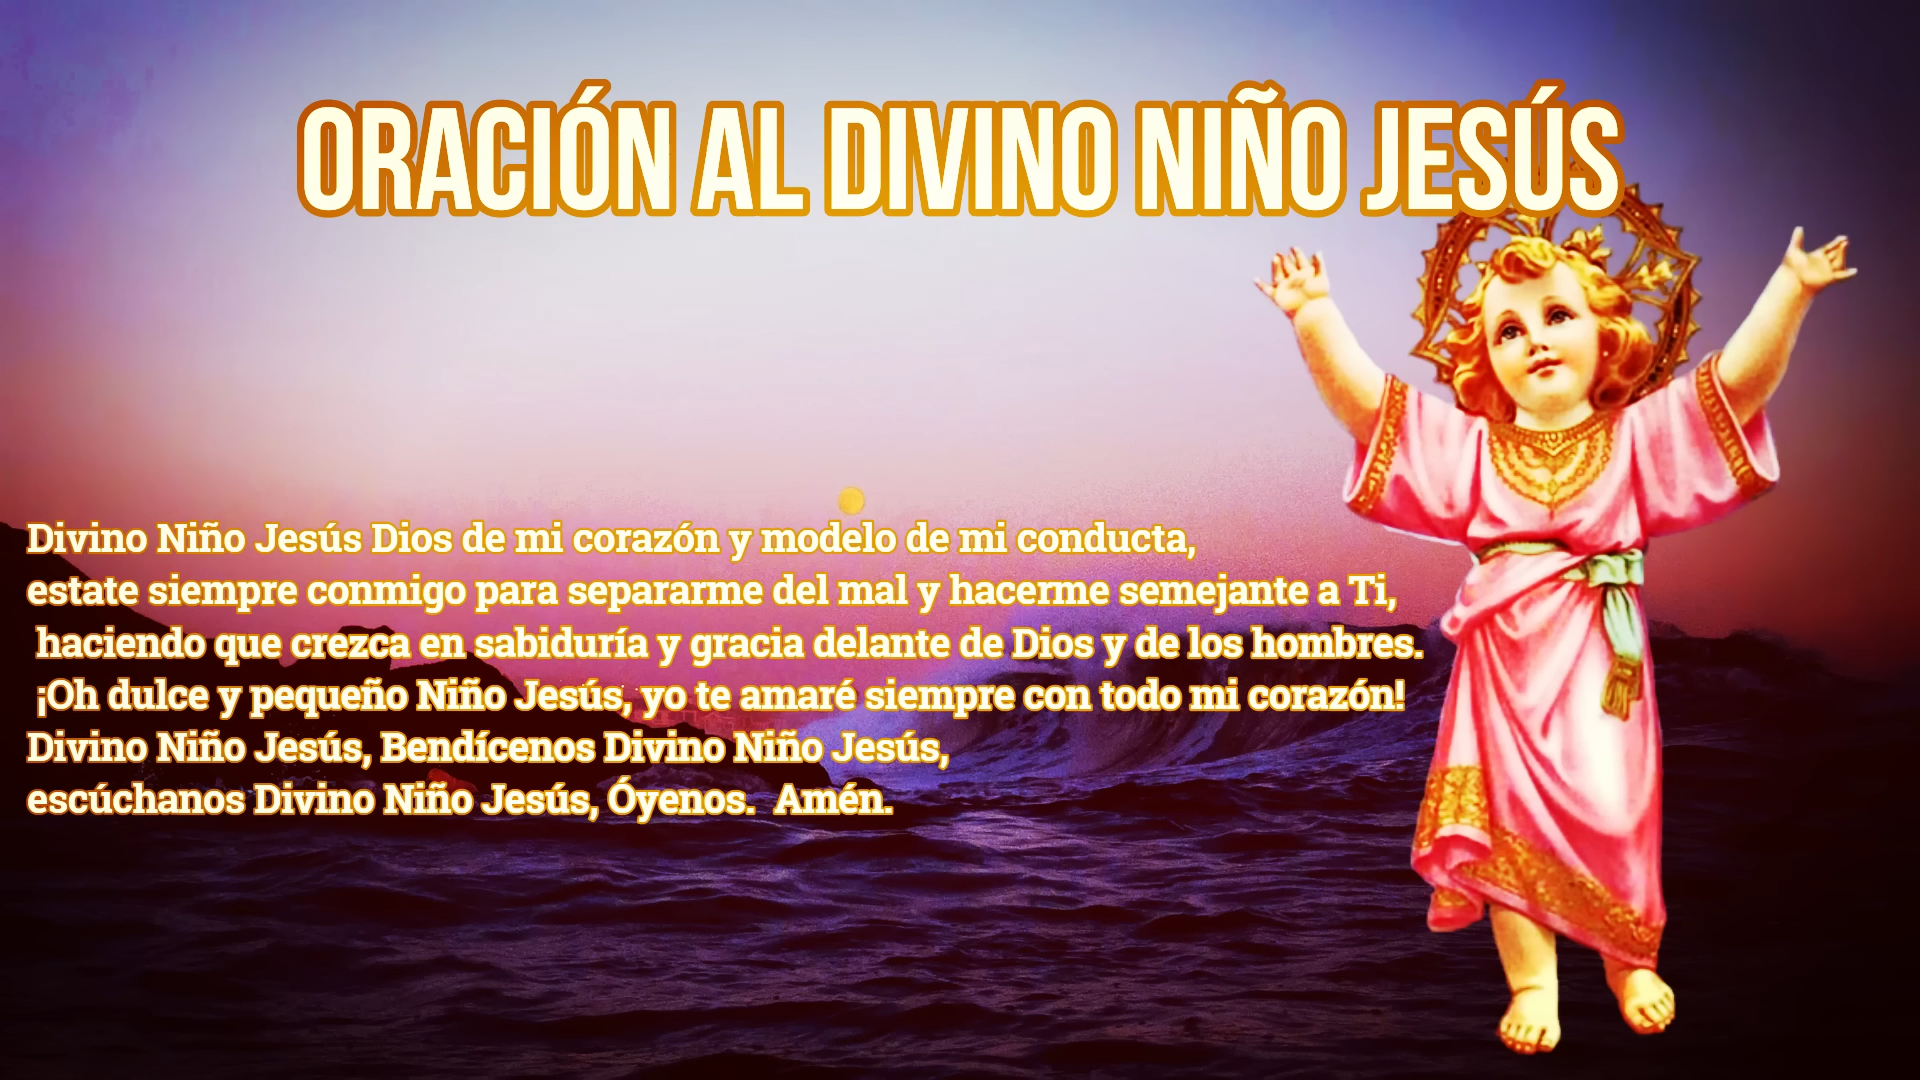 ORACIÓN AL DIVINO NIÑO JESÚS
Divino Niño Jesús Dios de mi corazón y modelo de mi conducta,
estate siempre conmigo para separarme del mal y hacerme semejante a Ti,
haciendo que crezca en sabiduría y gracia delante de Dios y de los hombres.
¡Oh dulce y pequeño Niño Jesús, yo te amaré siempre con todo mi corazón!
Divino Niño Jesús, Bendícenos Divino Niño Jesús,
escúchanos Divino Niño Jesús, Óyenos. Amén.